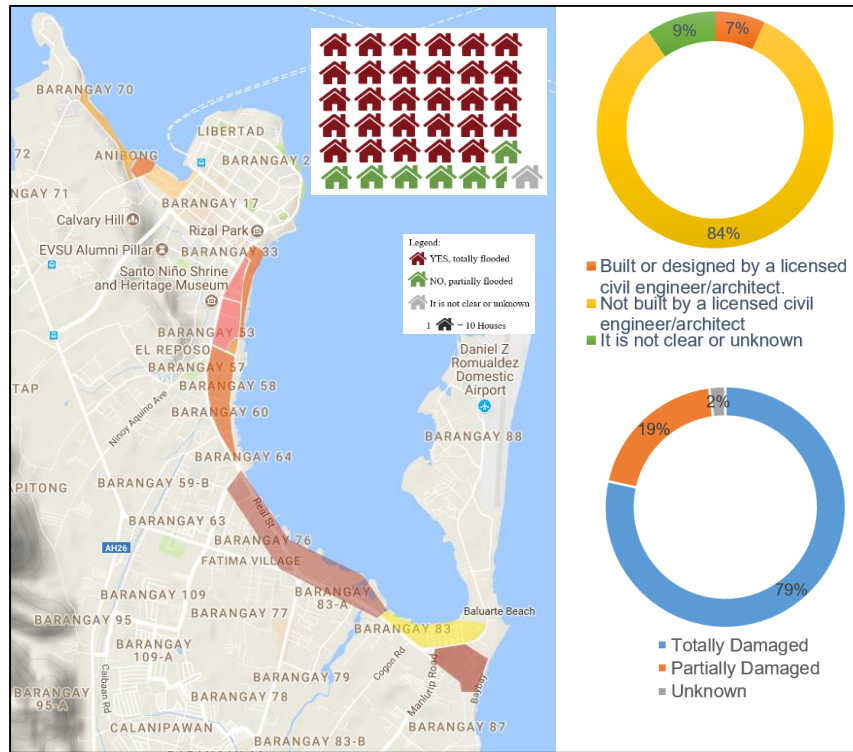 BARANGAY 70
LIBERTAD
ANIBONG
BARANGAY 2
72
NGAY 71
BARANGAY 17
Calvary Hill
Rizal Park
EVSU Alumni Pillar
BARANGAY 33
Santo Niño Shrine
and Heritage Museum
BARANGAY 53
EL REPOSO
BARANGAY 57
TAP
BARANGAY 58
Ninoy Aquino Ave
BARANGAY 60
BARANGAY 64
APITONG
BARANGAY 59-B
Real St
BARANGAY 63
BARANGAY 76
AH26
FATIMA VILLAGE
BARANGAY
83-A
BARANGAY 109
BARANGAY 77
BARANGAY 95
BARANGAY
109-A
BARANGAY 83
Baluarte Beach
Cogon Rd
Manlurip Road
Baybay
BARANGAY 79
Caibaan Rd
BARANGAY
95-A
BARANGAY 78
BARANGAY 87
CALANIPAWAN
BARANGAY 83-B
Daniel Z
Romualdez
Domestic
Airport
BARANGAY 88
Legend:
YES, totally flooded
NO, partially flooded
It is not clear or unknown
1 = 10 Houses
9%
7%
84%
Built or designed by a licensed
civil engineer/architect.
Not built by a licensed civil
engineer/architect
It is not clear or unknown
2%
19%
79%
Totally Damaged
Partially Damaged
Unknown